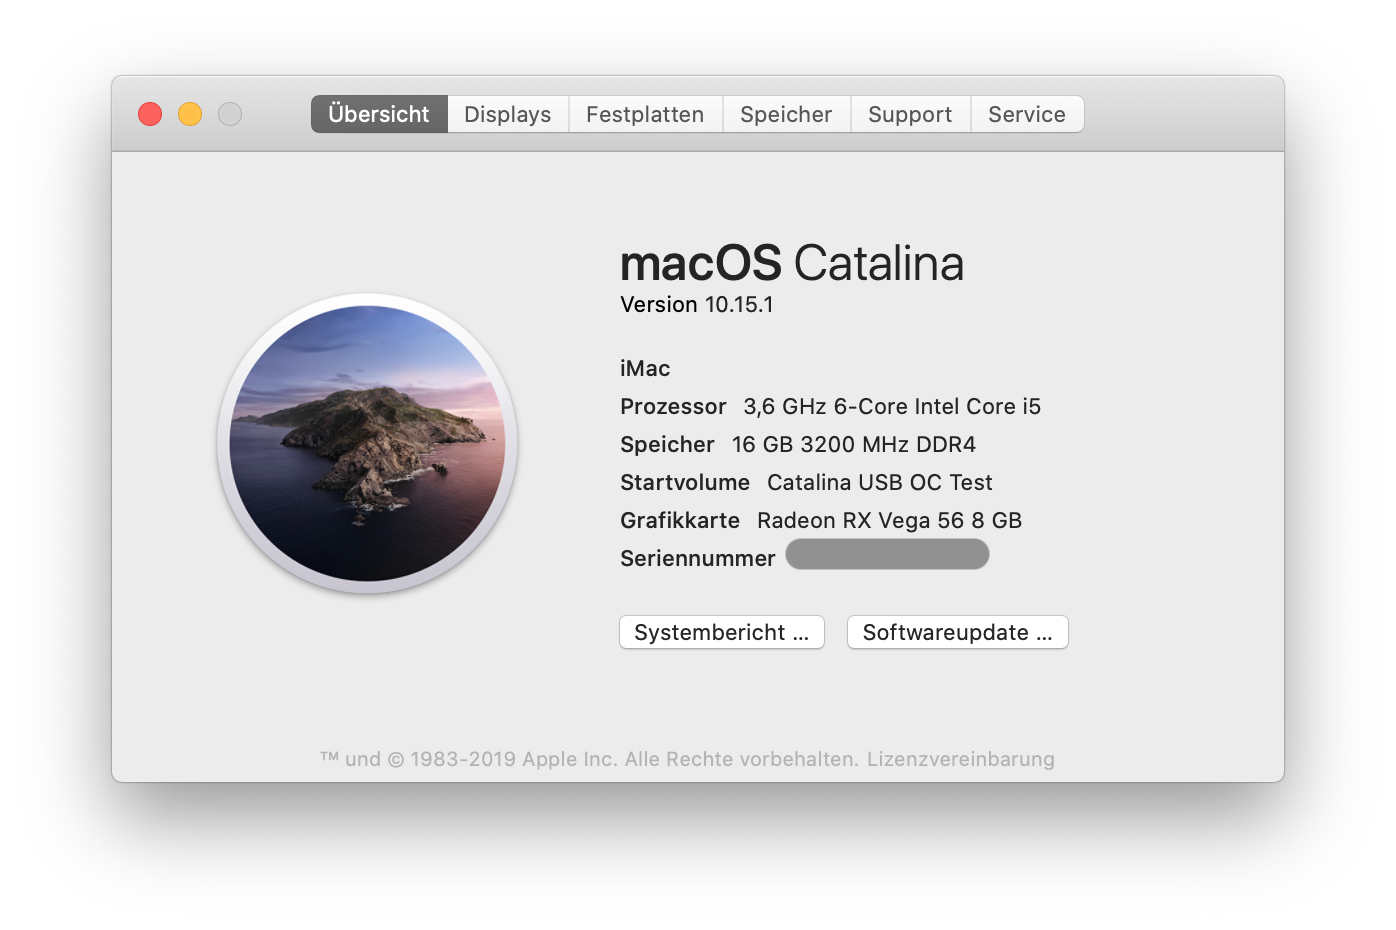 Übersicht Displays Festplatten Speicher Support Service
macOS Catalina
Version 10.15.1
iMac
Prozessor 3,6 GHz 6-Core Intel Core i5
Speicher 16 GB 3200 MHz DDR4
Startvolume Catalina USB OC Test
Grafikkarte Radeon RX Vega 56 8 GB
Seriennummer
Systembericht ... Softwareupdate ...
™ und © 1983-2019 Apple Inc. Alle Rechte vorbehalten. Lizenzvereinbarung